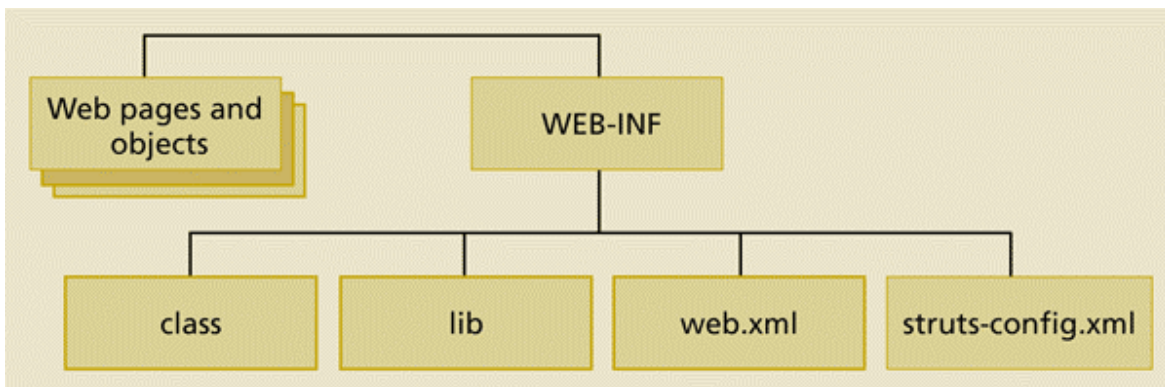 Web pages and
objects
WEB-INF
class
lib
web.xml
struts-config.xml